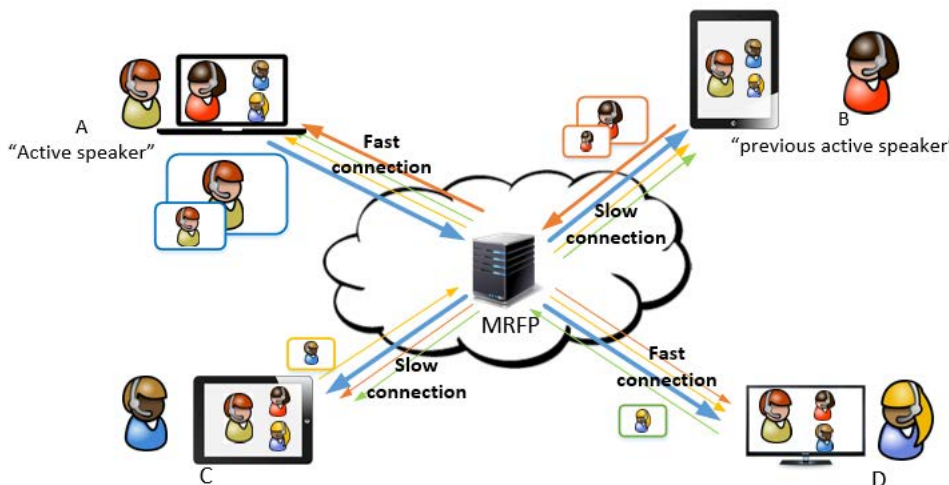 A
“Active speaker”
Fast
connection
B
“previous active speaker”
Slow
connection
MRFP
Slow
connection
Fast
connection
C
D